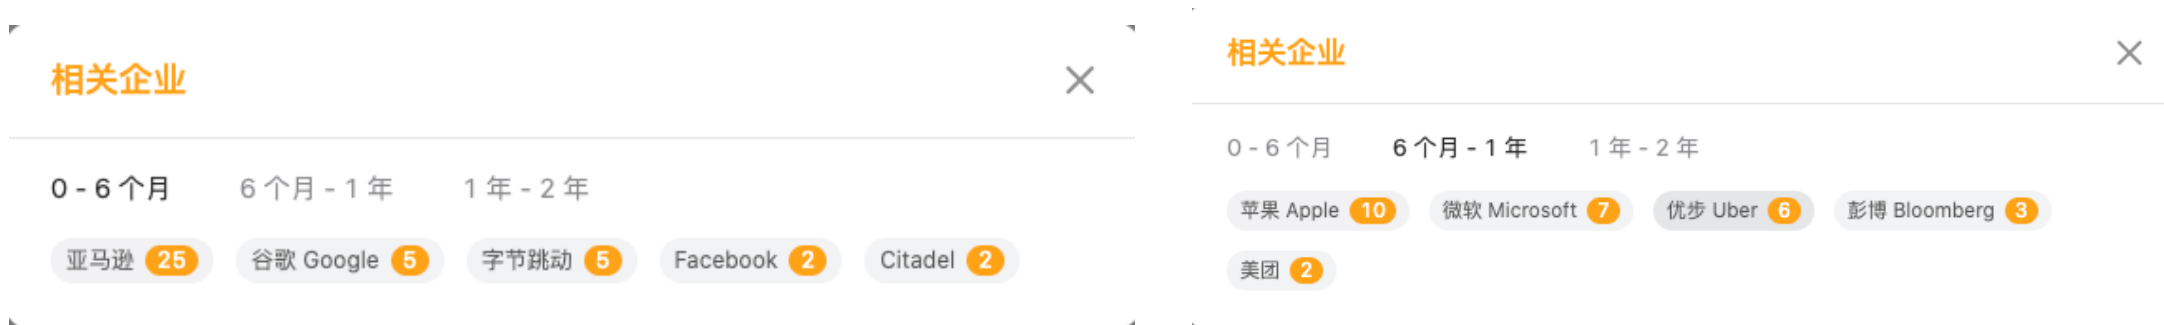 相关企业
0 - 6 个月 6 个月 - 1 年 1 年 - 2 年
亚马逊 25 谷歌 Google 5 字节跳动 5 Facebook 2 Citadel 2
相关企业
0 - 6 个月 6 个月 - 1 年 1 年 - 2 年
苹果 Apple 10 微软 Microsoft 7 优步 Uber 6 彭博 Bloomberg 3
美团 2